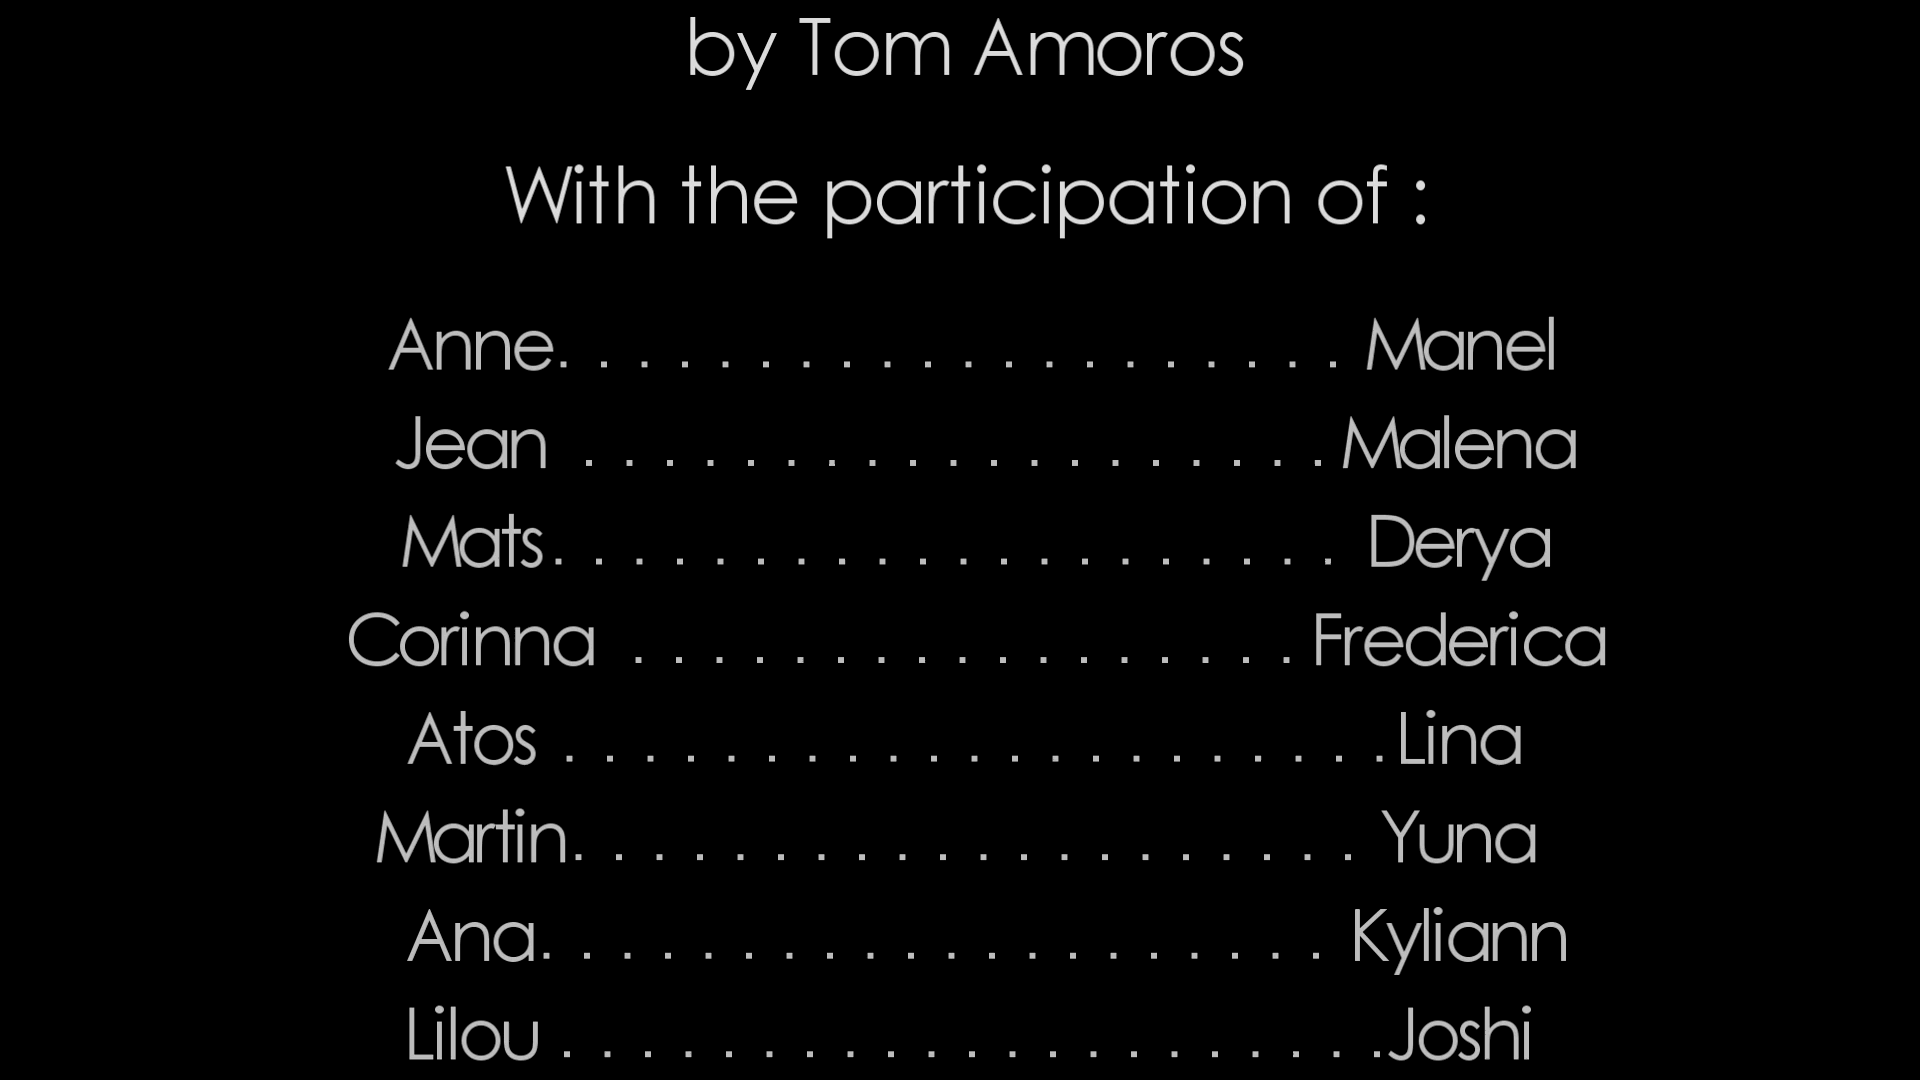 by Tom Amoros
With the participation of :
Anne. . . . . . . . . . . . . . . . . . . . Manel
Jean . . . . . . . . . . . . . . . . . . . Malena
Mats. . . . . . . . . . . . . . . . . . . . Derya
Corinna . . . . . . . . . . . . . . . . . Frederica
Atos . . . . . . . . . . . . . . . . . . . . . Lina
Martin. . . . . . . . . . . . . . . . . . . . Yuna
Ana. . . . . . . . . . . . . . . . . . . . Kyliann
Lilou . . . . . . . . . . . . . . . . . . . . .Joshi